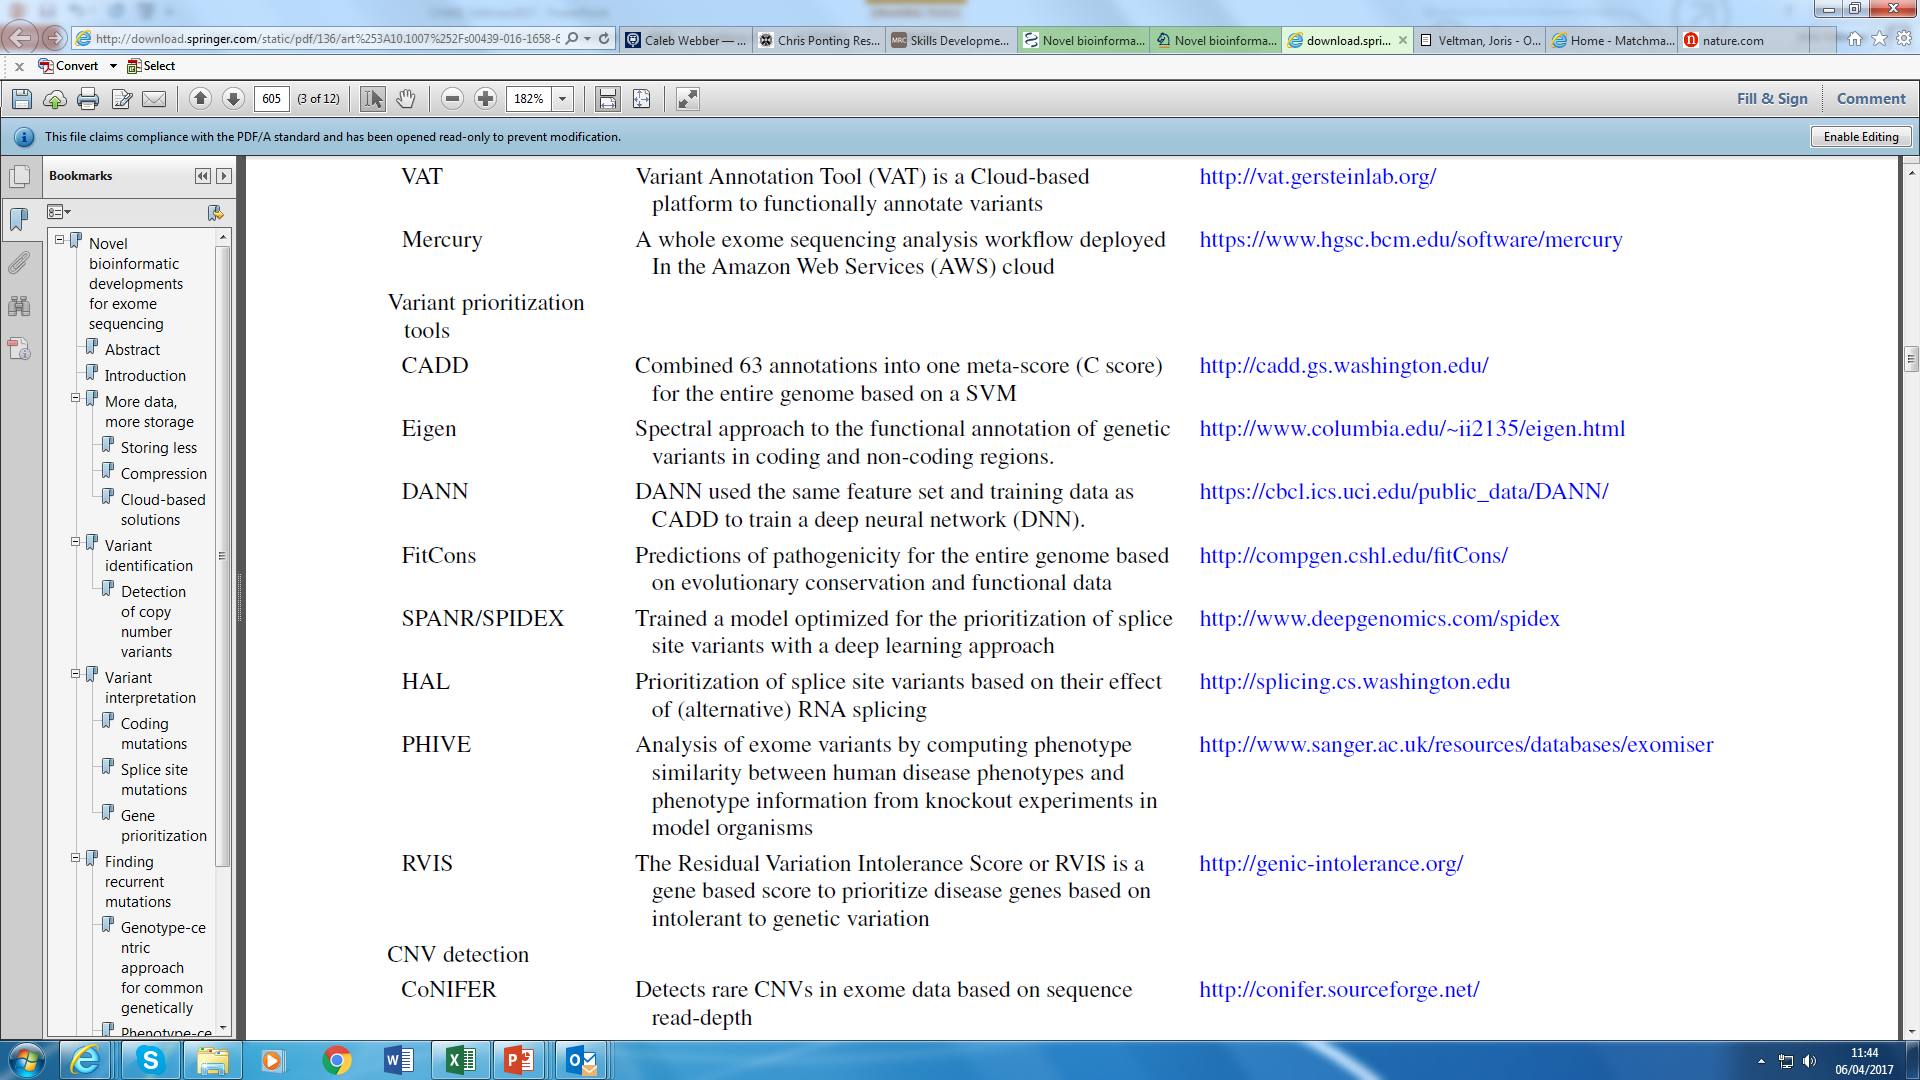 http://download.springer.com/static/pdf/136/art%253A10.1007%252Fs00439-016-1658-6
Caleb Webber — ...
Chris Ponting Res...
MRC Skills Developme...
Novel bioinforma...
Novel bioinforma...
download.spri...
Veltman, Joris - O...
Home - Matchma...
n nature.com
x Convert Select
605 (3 of 12) 182% Fill & Sign Comment
This file claims compliance with the PDF/A standard and has been opened read-only to prevent modification. Enable Editing
Bookmarks
Novel
bioinformatic
developments
for exome
sequencing
Abstract
Introduction
More data,
more storage
Storing less
Compression
Cloud-based
solutions
Variant
identification
Detection
of copy
number
variants
Variant
interpretation
Coding
mutations
Splice site
mutations
Gene
prioritization
Finding
recurrent
mutations
Genotype-ce
ntric
approach
for common
genetically
Phenotype-ce
VAT Variant Annotation Tool (VAT) is a Cloud-based http://vat.gersteinlab.org/
platform to functionally annotate variants
Mercury A whole exome sequencing analysis workflow deployed https://www.hgsc.bcm.edu/software/mercury
In the Amazon Web Services (AWS) cloud
Variant prioritization
tools
CADD Combined 63 annotations into one meta-score (C score) http://cadd.gs.washington.edu/
for the entire genome based on a SVM
Eigen Spectral approach to the functional annotation of genetic http://www.columbia.edu/~ii2135/eigen.html
variants in coding and non-coding regions.
DANN DANN used the same feature set and training data as https://cbcl.ics.uci.edu/public_data/DANN/
CADD to train a deep neural network (DNN).
FitCons Predictions of pathogenicity for the entire genome based http://compgen.cshl.edu/fitCons/
on evolutionary conservation and functional data
SPANR/SPIDEX Trained a model optimized for the prioritization of splice http://www.deepgenomics.com/spidex
site variants with a deep learning approach
HAL Prioritization of splice site variants based on their effect http://splicing.cs.washington.edu
of (alternative) RNA splicing
PHIVE Analysis of exome variants by computing phenotype http://www.sanger.ac.uk/resources/databases/exomiser
similarity between human disease phenotypes and
phenotype information from knockout experiments in
model organisms
RVIS The Residual Variation Intolerance Score or RVIS is a http://genic-intolerance.org/
gene based score to prioritize disease genes based on
intolerant to genetic variation
CNV detection
CoNIFER Detects rare CNVs in exome data based on sequence http://conifer.sourceforge.net/
read-depth
11:44
06/04/2017